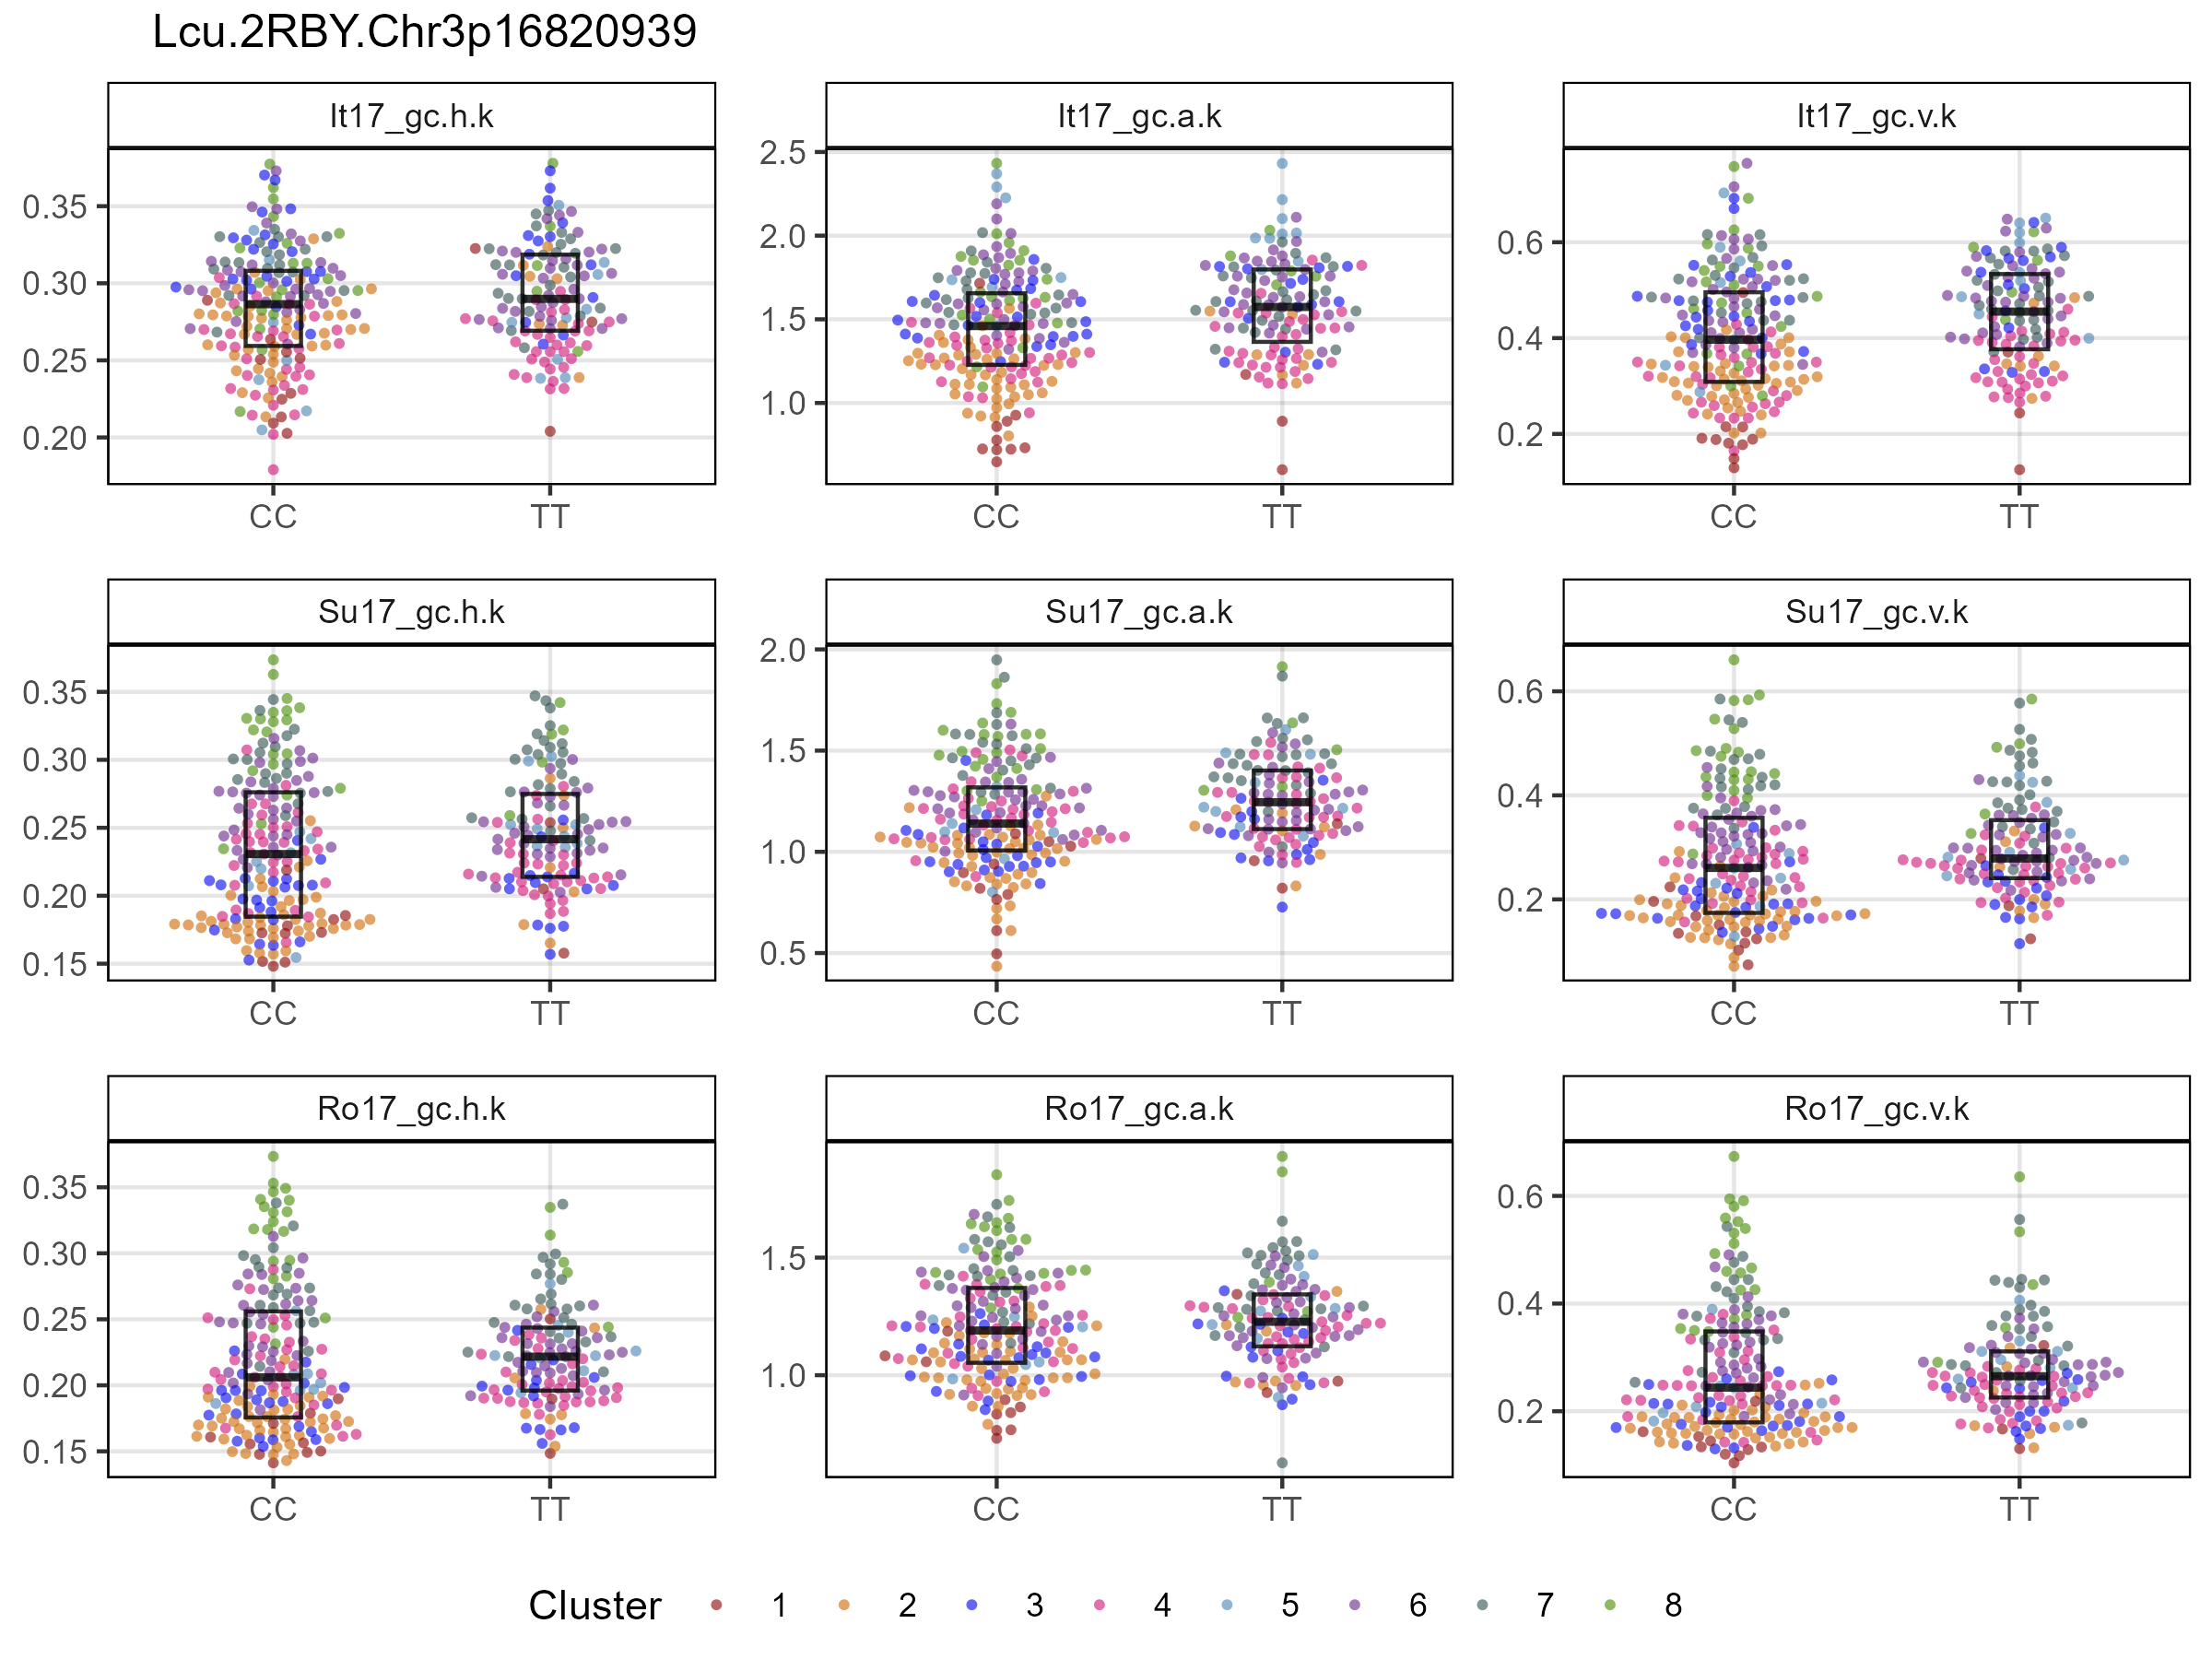 Lcu.2RBY.Chr3p16820939
It17_gc.h.k
It17_gc.a.k
It17_gc.v.k
0.35
0.30
0.25
0.20
CC TT
2.5
2.0
1.5
1.0
CC TT
0.6
0.4
0.2
CC TT
Su17_gc.h.k
Su17_gc.a.k
Su17_gc.v.k
0.35
0.30
0.25
0.20
0.15
CC TT
2.0
1.5
1.0
0.5
CC TT
0.6
0.4
0.2
CC TT
Ro17_gc.h.k
Ro17_gc.a.k
Ro17_gc.v.k
0.35
0.30
0.25
0.20
0.15
CC TT
1.5
1.0
CC TT
0.6
0.4
0.2
CC TT
Cluster 1 2 3 4 5 6 7 8